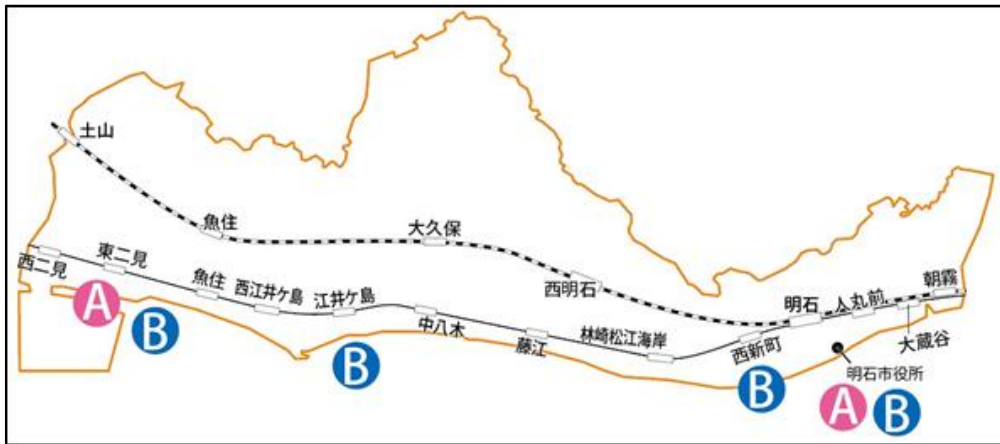 土山
魚住
大久保
西明石
明石
人丸前
朝霧
大蔵谷
西二見
東二見
魚住
西江井ケ島
江井ケ島
中八木
藤江
林崎松江海岸
西新町
明石市役所
A
B
B
B
A
B